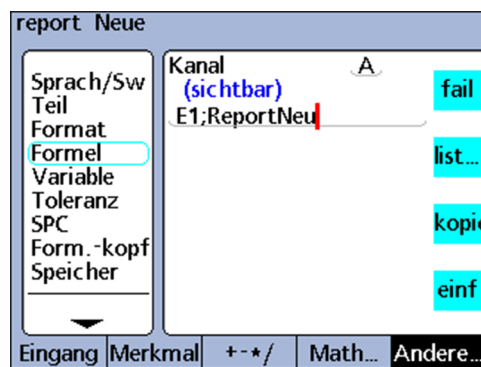 report Neue
Sprach/Sw
Teil
Format
Formel
Variable
Toleranz
SPC
Form.-kopf
Speicher
Kanal A
(sichtbar)
E1;ReportNeu
fail
list...
kopie
einf
Eingang Merkmal +-*/ Math... Andere...